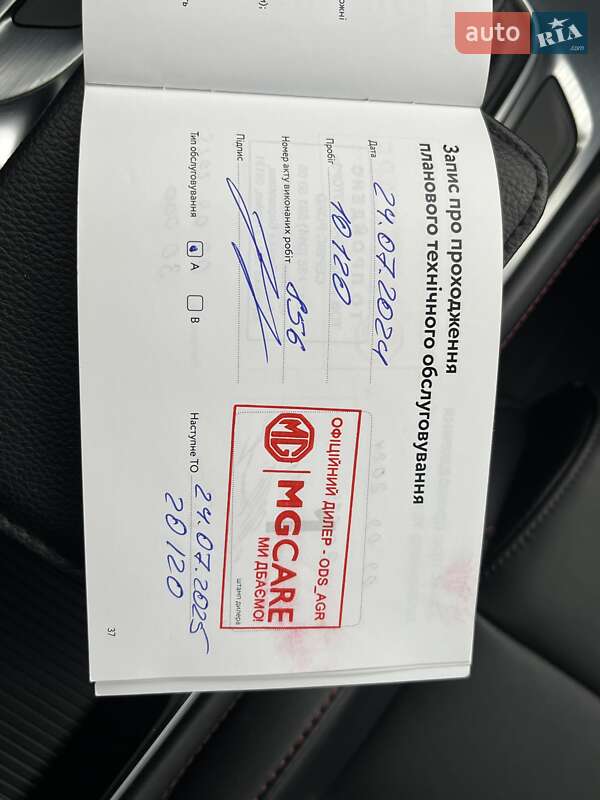 auto RIA .com
ь
о);
ожні
Запис про проходження
планового технічного обслуговування
Дата 24.07.2024
Пробіг 10120
Номер акту виконаних робіт 856
Підпис
Тип обслуговування A B
Наступне ТО 24.07.2025
20120
ОФІЦІЙНИЙ ДИЛЕР - ODS_AGR
MG MGCARE
МИ ДБАЄМО!
штамп дилера
37